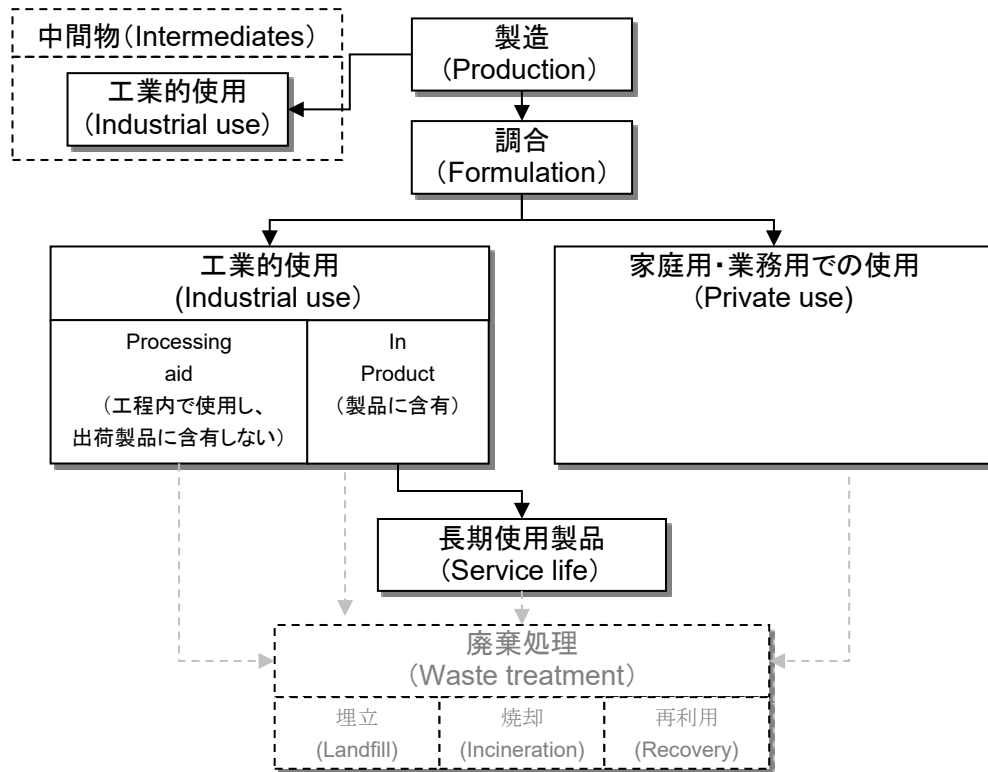 中間物(Intermediates)
工業的使用
(Industrial use)
製造
(Production)
調合
(Formulation)
工業的使用
(Industrial use)
Processing
aid
(工程内で使用し、
出荷製品に含有しない)
In
Product
(製品に含有)
家庭用・業務用での使用
(Private use)
長期使用製品
(Service life)
廃棄処理
(Waste treatment)
埋立
(Landfill)
焼却
(Incineration)
再利用
(Recovery)